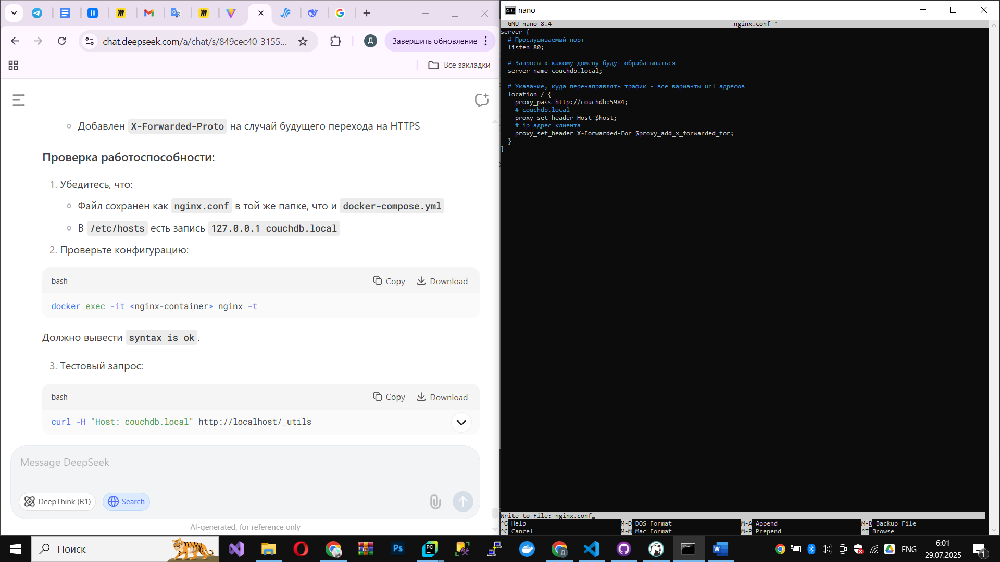 chat.deepseek.com/a/chat/s/849cec40-3155...
Д
Завершить обновление
Все закладки
Добавлен X-Forwarded-Proto на случай будущего перехода на HTTPS
Проверка работоспособности:
1. Убедитесь, что:
Файл сохранен как nginx.conf в той же папке, что и docker-compose.yml
В /etc/hosts есть запись 127.0.0.1 couchdb.local
2. Проверьте конфигурацию:
bash
Copy
Download
docker exec -it <nginx-container> nginx -t
Должно вывести syntax is ok.
3. Тестовый запрос:
bash
Copy
Download
curl -H "Host: couchdb.local" http://localhost/_utils
Message DeepSeek
DeepThink (R1)
Search
AI-generated, for reference only
nano
GNU nano 8.4 nginx.conf *
server {
# Прослушиваемый порт
listen 80;
# Запросы к какому домену будут обрабатываться
server_name couchdb.local;
# Указание, куда перенаправлять трафик - все варианты url адресов
location / {
proxy_pass http://couchdb:5984;
# couchdb.local
proxy_set_header Host $host;
# ip адрес клиента
proxy_set_header X-Forwarded-For $proxy_add_x_forwarded_for;
}
}
Write to File: nginx.conf
^G Help M-D DOS Format M-A Append M-B Backup File
^C Cancel M-M Mac Format M-P Prepend ^T Browse
Поиск
Ps
PC
ENG
6:01
29.07.2025
1